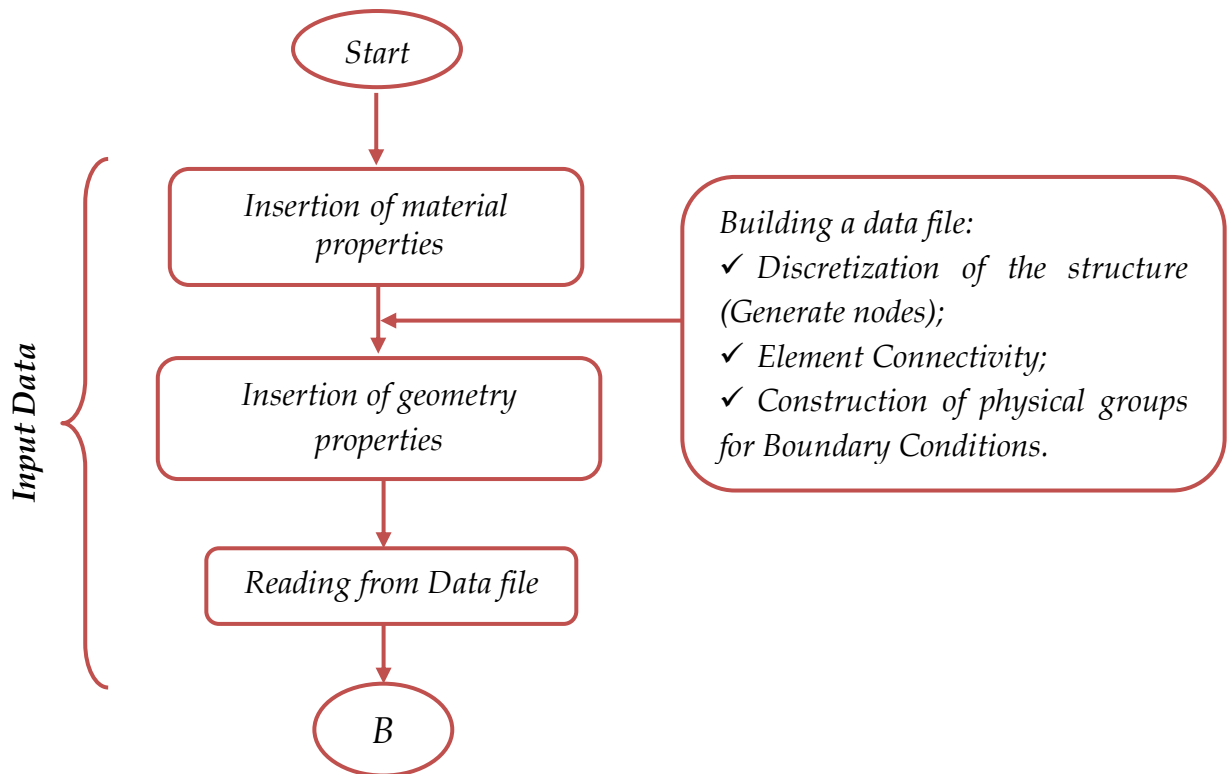 Start
Insertion of material
properties
Building a data file:
✓ Discretization of the structure
(Generate nodes);
✓ Element Connectivity;
✓ Construction of physical groups
for Boundary Conditions.
Input Data
Insertion of geometry
properties
Reading from Data file
B